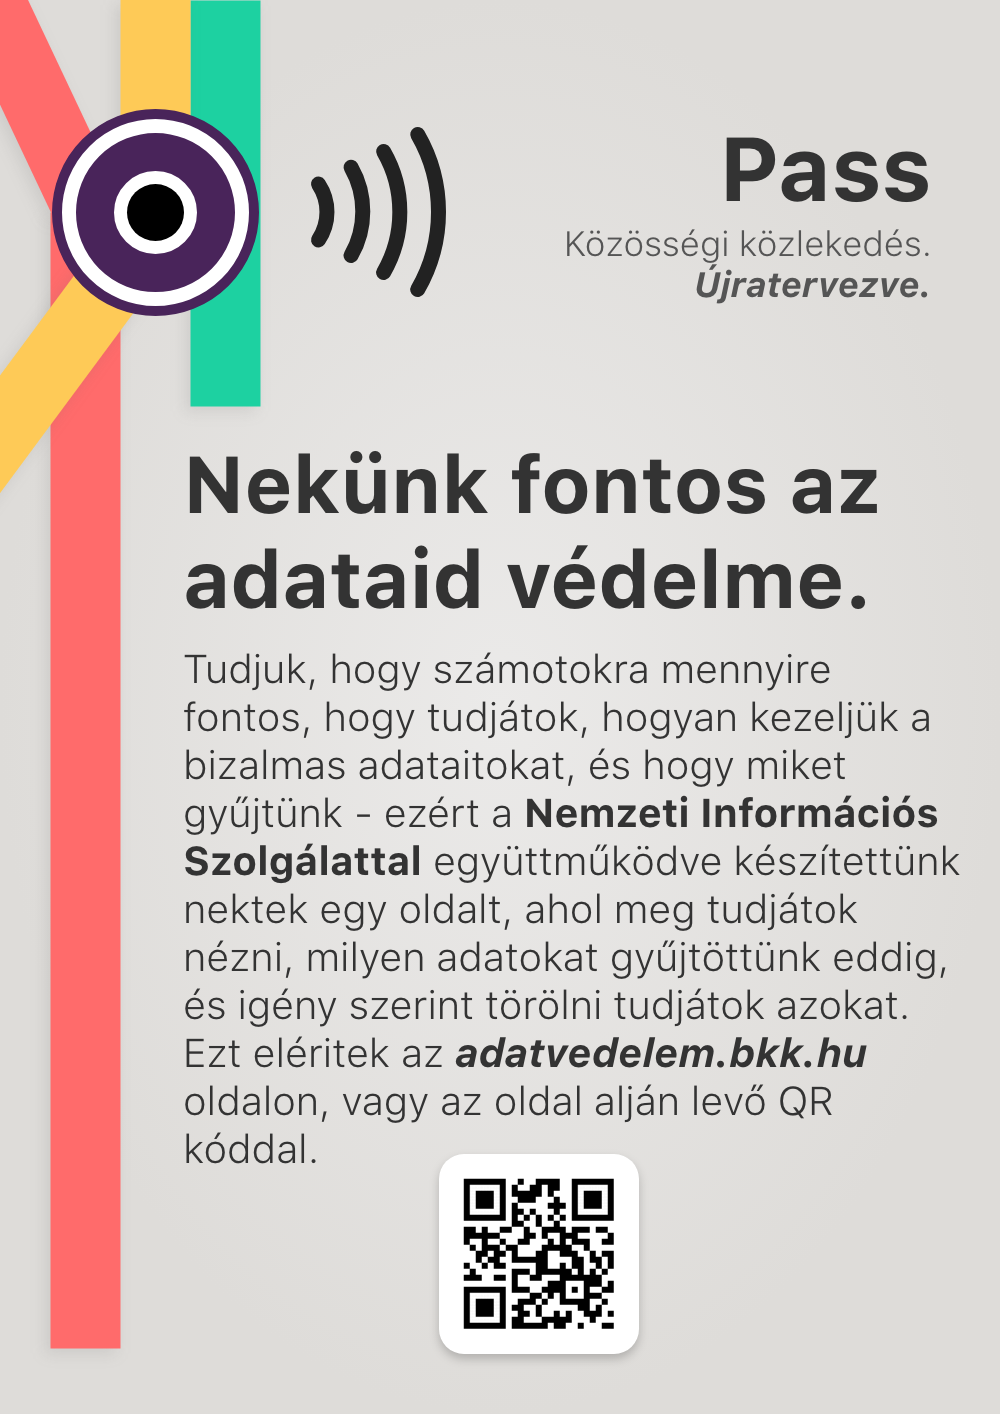 Pass
Közösségi közlekedés.
Újratervezve.
Nekünk fontos az
adataid védelme.
Tudjuk, hogy számotokra mennyire
fontos, hogy tudjátok, hogyan kezeljük a
bizalmas adataitokat, és hogy miket
gyűjtünk - ezért a Nemzeti Információs
Szolgálattal együttműködve készítettünk
nektek egy oldalt, ahol meg tudjátok
nézni, milyen adatokat gyűjtöttünk eddig,
és igény szerint törölni tudjátok azokat.
Ezt eléritek az adatvedelem.bkk.hu
oldalon, vagy az oldal alján levő QR
kóddal.